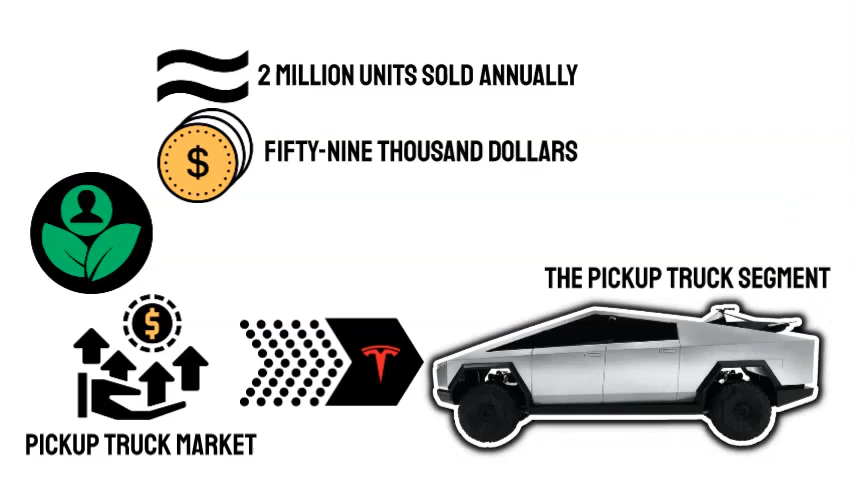 2 MILLION UNITS SOLD ANNUALLY
$
FIFTY-NINE THOUSAND DOLLARS
THE PICKUP TRUCK SEGMENT
$
PICKUP TRUCK MARKET